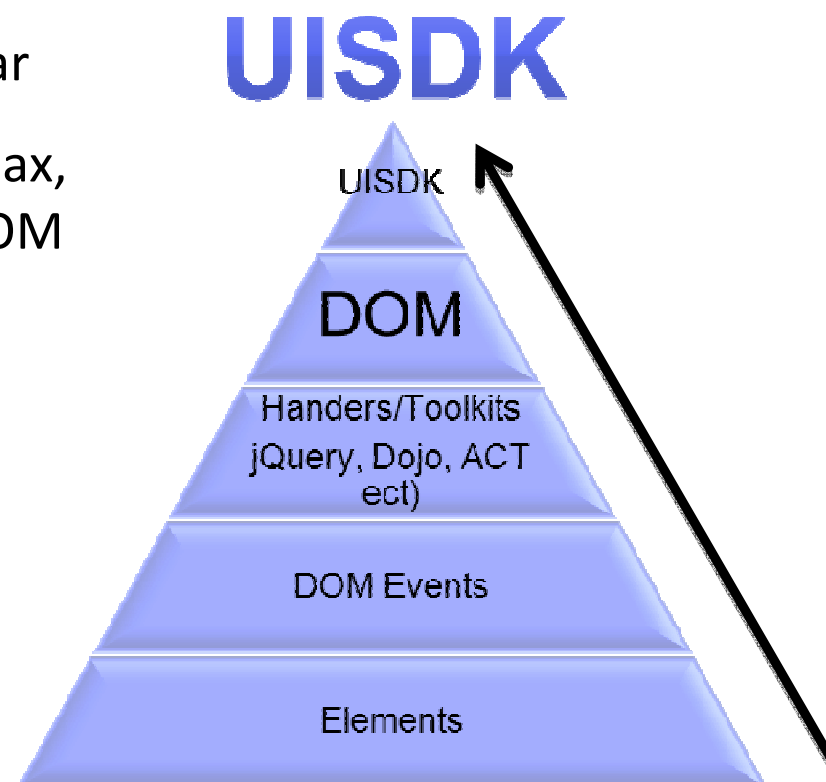 UISDK
ar
ax,
OM
UISDK
DOM
Handers/Toolkits
jQuery, Dojo, ACT
ect)
DOM Events
Elements